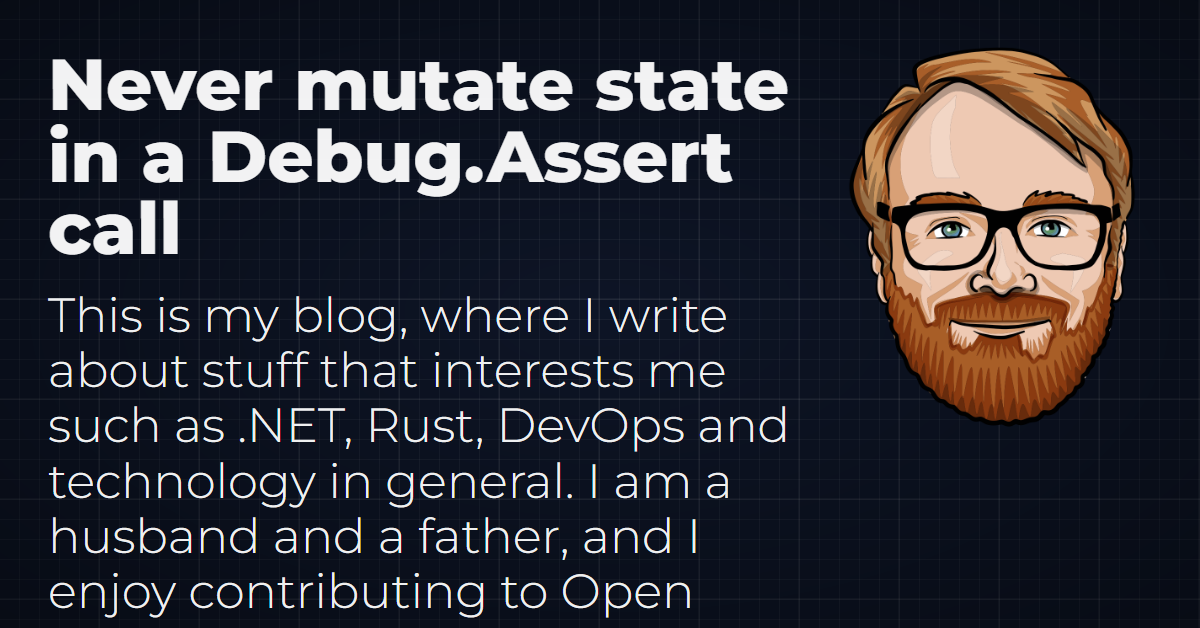 Never mutate state
in a Debug.Assert
call
This is my blog, where I write
about stuff that interests me
such as .NET, Rust, DevOps and
technology in general. I am a
husband and a father, and I
enjoy contributing to Open